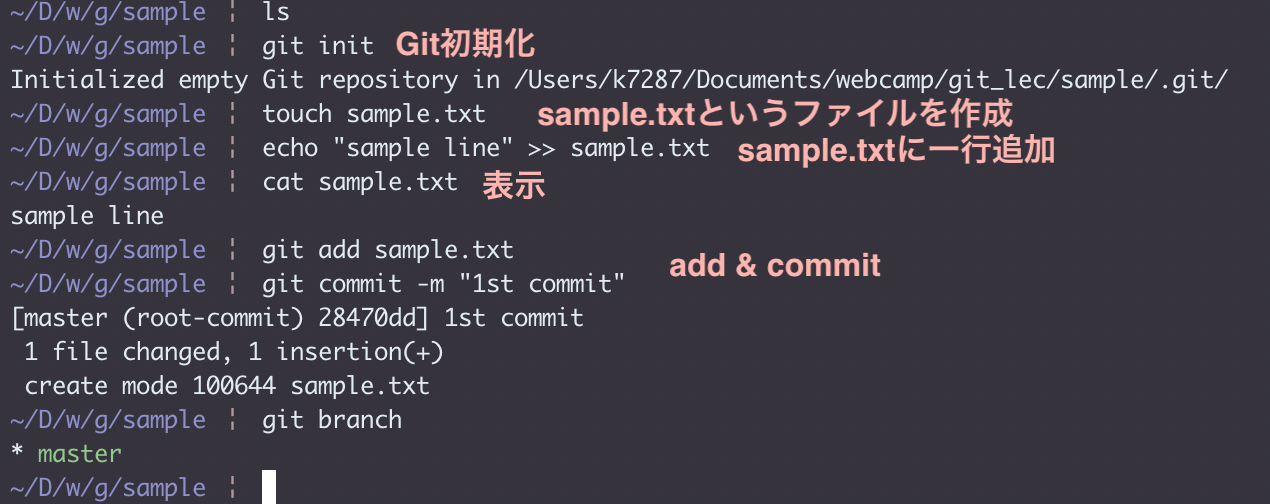 ~/D/w/g/sample ¦ ls
~/D/w/g/sample ¦ git init Git初期化
Initialized empty Git repository in /Users/k7287/Documents/webcamp/git_lec/sample/.git/
~/D/w/g/sample ¦ touch sample.txt sample.txtというファイルを作成
~/D/w/g/sample ¦ echo "sample line" >> sample.txt sample.txtに一行追加
~/D/w/g/sample ¦ cat sample.txt 表示
sample line
~/D/w/g/sample ¦ git add sample.txt
add & commit
~/D/w/g/sample ¦ git commit -m "1st commit"
[master (root-commit) 28470dd] 1st commit
 1 file changed, 1 insertion(+)
 create mode 100644 sample.txt
~/D/w/g/sample ¦ git branch
* master
~/D/w/g/sample ¦